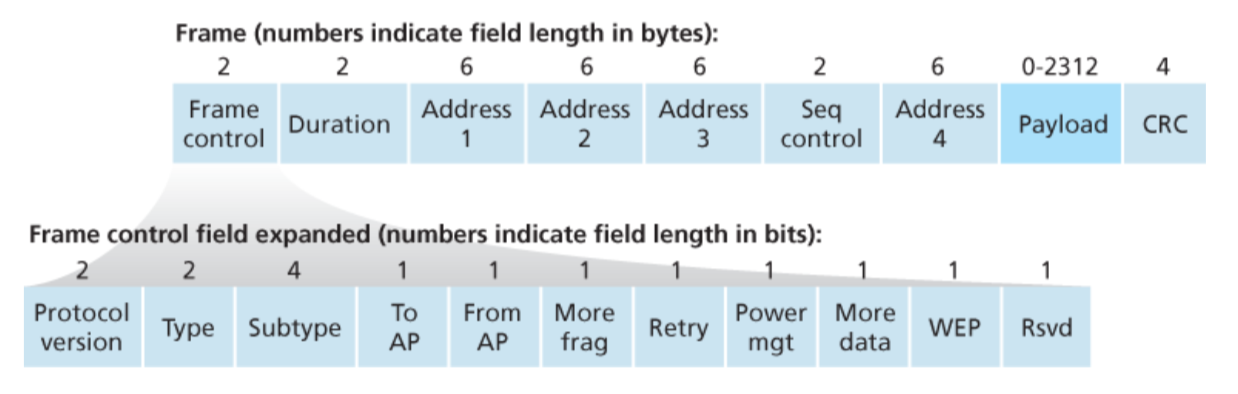 Frame (numbers indicate field length in bytes):
2 2 6 6 6 2 6 0-2312 4
Frame control
Duration
Address 1
Address 2
Address 3
Seq control
Address 4
Payload
CRC
Frame control field expanded (numbers indicate field length in bits):
2 2 4 1 1 1 1 1 1 1 1
Protocol version
Type
Subtype
To AP
From AP
More frag
Retry
Power mgt
More data
WEP
Rsvd